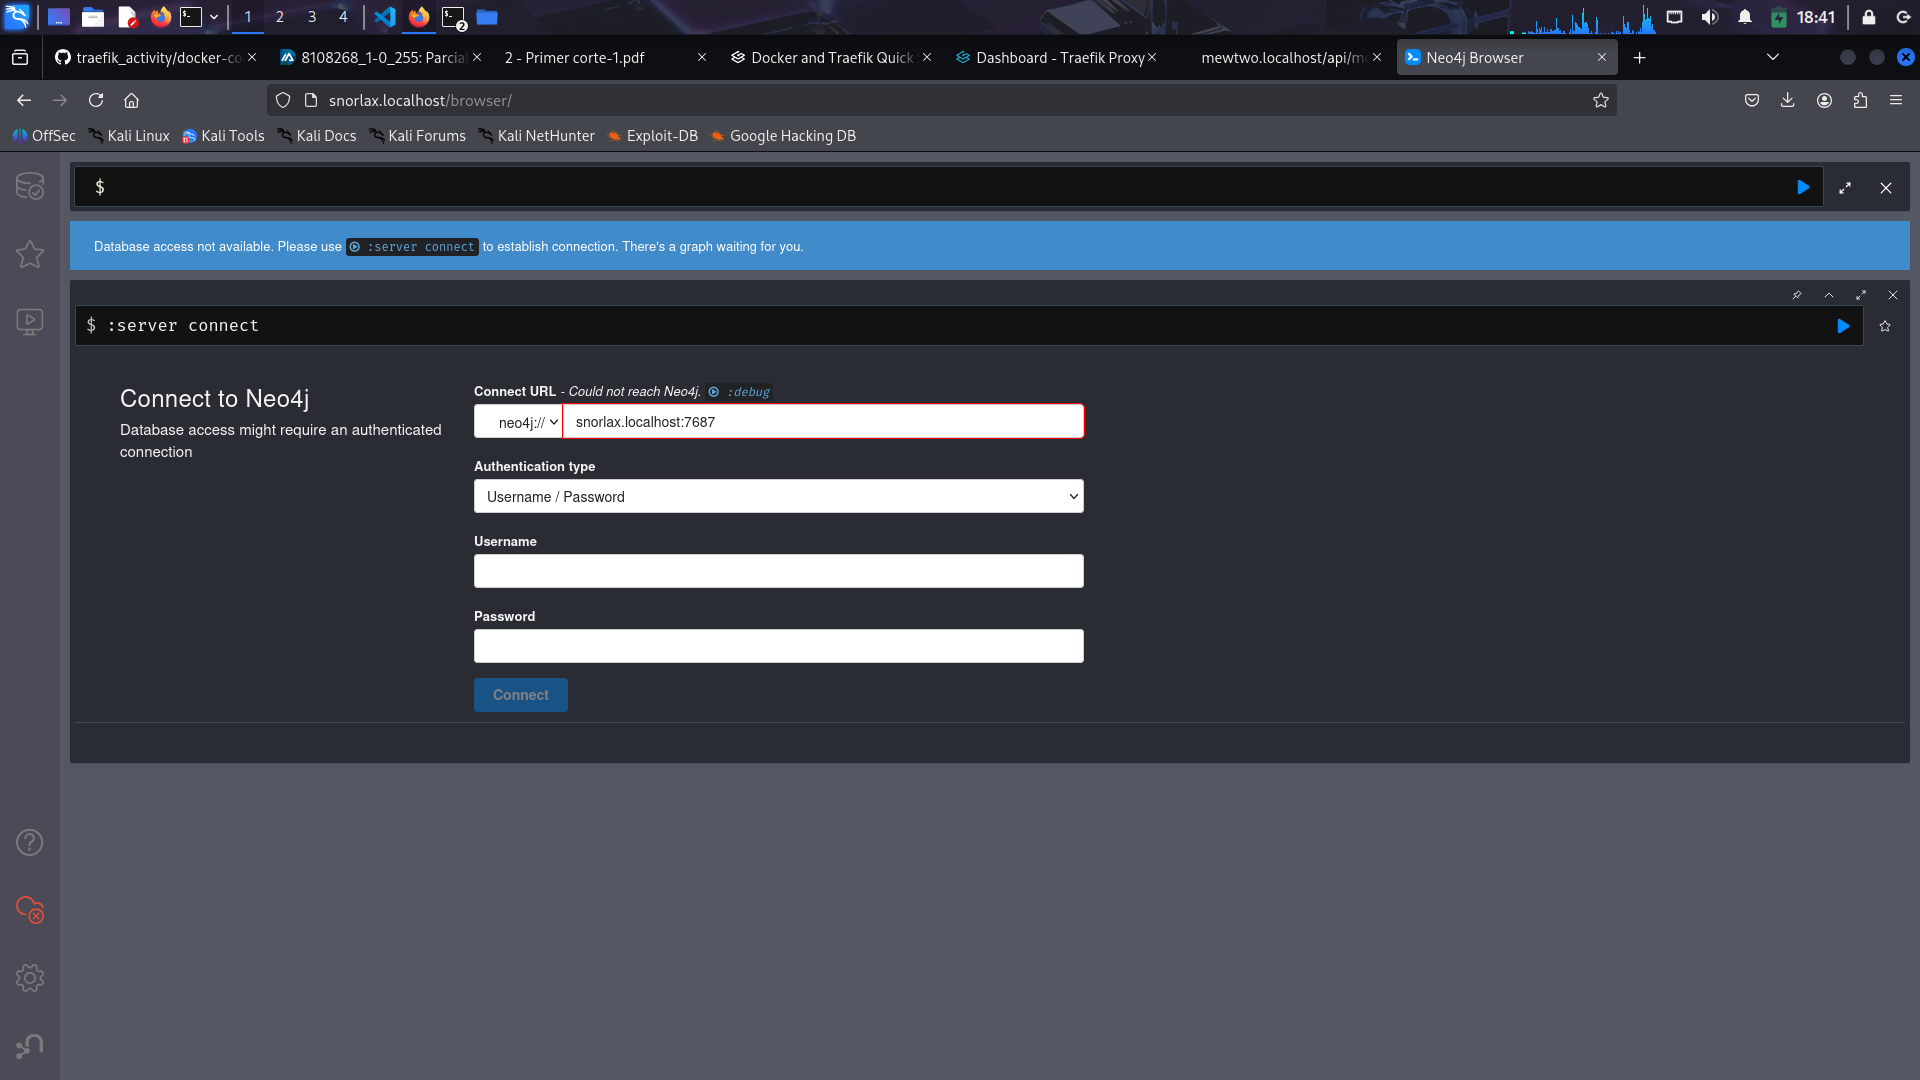 1 2 3 4 2 18:41
traefik_activity/docker-co 8108268_1-0_255: Parcia 2 - Primer corte-1.pdf Docker and Traefik Quick Dashboard - Traefik Proxy mewtwo.localhost/api/mo Neo4j Browser
snorlax.localhost/browser/
OffSec Kali Linux Kali Tools Kali Docs Kali Forums Kali NetHunter Exploit-DB Google Hacking DB
$
Database access not available. Please use :server connect to establish connection. There's a graph waiting for you.
$ :server connect
Connect to Neo4j
Database access might require an authenticated
connection
Connect URL - Could not reach Neo4j. :debug
neo4j:// snorlax.localhost:7687
Authentication type
Username / Password
Username
Password
Connect